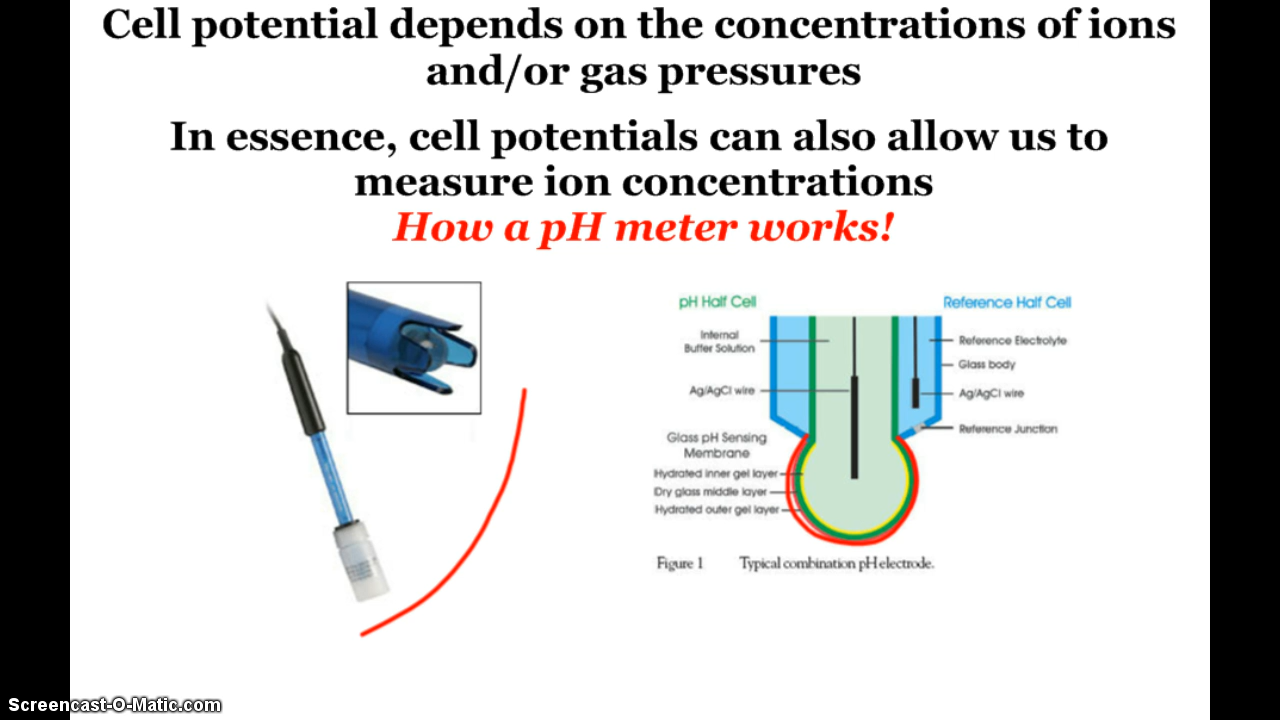 Cell potential depends on the concentrations of ions
and/or gas pressures
In essence, cell potentials can also allow us to
measure ion concentrations
How a pH meter works!
pH Half Cell
Reference Half Cell
Internal
Buffer Solution
Ag/AgCl wire
Glass pH Sensing
Membrane
Hydrated inner gel layer
Dry glass middle layer
Hydrated outer gel layer
Reference Electrolyte
Glass body
Ag/AgCl wire
Reference Junction
Figure 1 Typical combination pH electrode.
Screencast-O-Matic.com